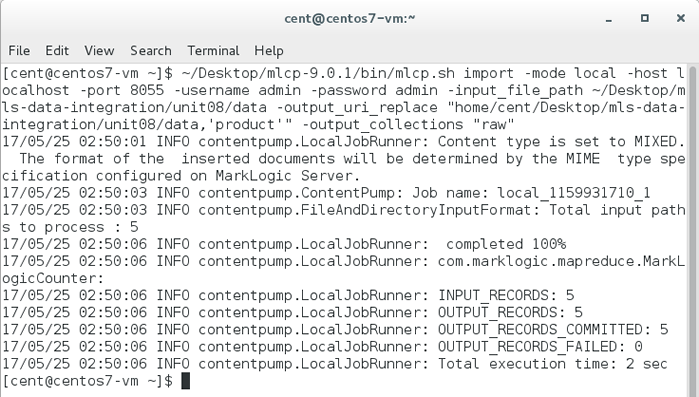 cent@centos7-vm:~
File Edit View Search Terminal Help
[cent@centos7-vm ~]$ ~/Desktop/mlcp-9.0.1/bin/mlcp.sh import -mode local -host l
ocalhost -port 8055 -username admin -password admin -input_file_path ~/Desktop/m
ls-data-integration/unit08/data -output_uri_replace "home/cent/Desktop/mls-data-
integration/unit08/data,'product'" -output_collections "raw"
17/05/25 02:50:01 INFO contentpump.LocalJobRunner: Content type is set to MIXED.
  The format of the  inserted documents will be determined by the MIME  type spe
cification configured on MarkLogic Server.
17/05/25 02:50:03 INFO contentpump.ContentPump: Job name: local_1159931710_1
17/05/25 02:50:03 INFO contentpump.FileAndDirectoryInputFormat: Total input path
s to process : 5
17/05/25 02:50:06 INFO contentpump.LocalJobRunner:  completed 100%
17/05/25 02:50:06 INFO contentpump.LocalJobRunner: com.marklogic.mapreduce.MarkL
ogicCounter:
17/05/25 02:50:06 INFO contentpump.LocalJobRunner: INPUT_RECORDS: 5
17/05/25 02:50:06 INFO contentpump.LocalJobRunner: OUTPUT_RECORDS: 5
17/05/25 02:50:06 INFO contentpump.LocalJobRunner: OUTPUT_RECORDS_COMMITTED: 5
17/05/25 02:50:06 INFO contentpump.LocalJobRunner: OUTPUT_RECORDS_FAILED: 0
17/05/25 02:50:06 INFO contentpump.LocalJobRunner: Total execution time: 2 sec
[cent@centos7-vm ~]$